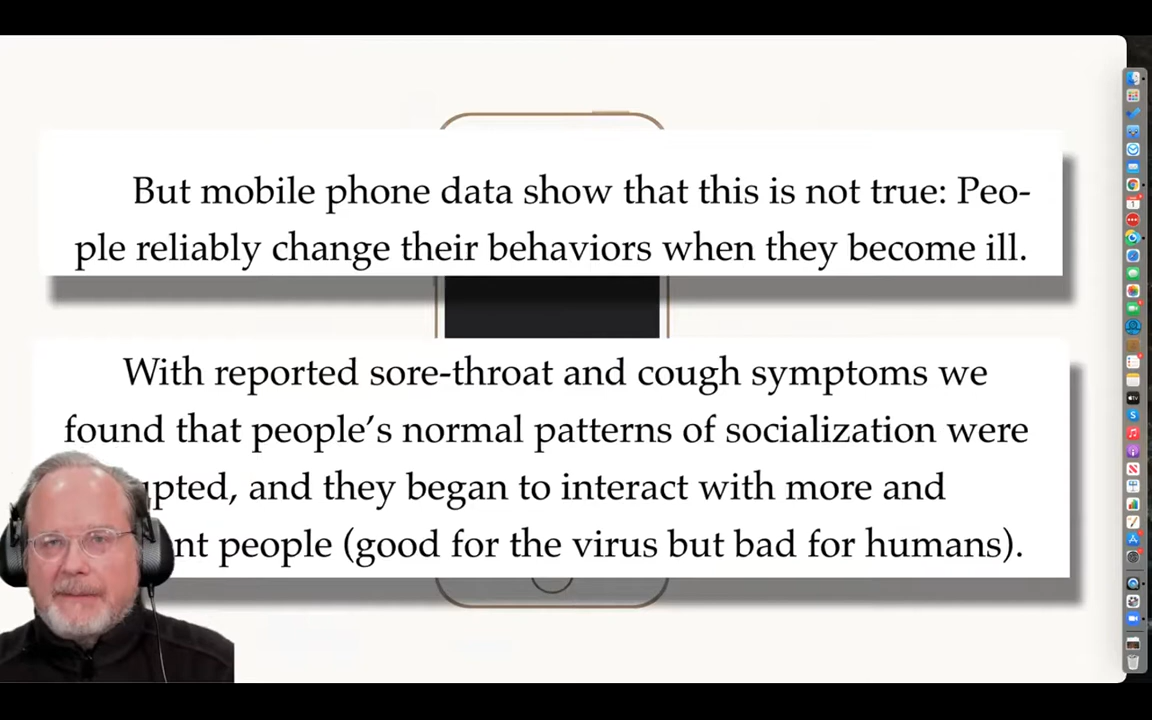 But mobile phone data show that this is not true: Peo-
ple reliably change their behaviors when they become ill.
With reported sore-throat and cough symptoms we
found that people's normal patterns of socialization were
pted, and they began to interact with more and
nt people (good for the virus but bad for humans).